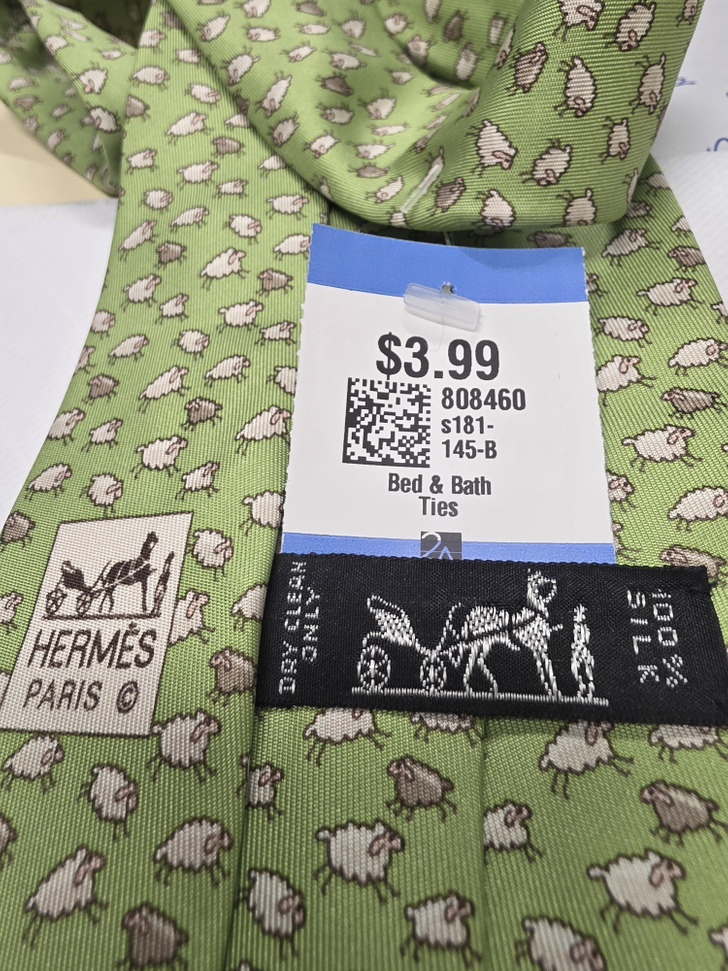 $3.99
808460
s181-
145-B
Bed & Bath
Ties
HERMÈS
PARIS ©
DRY CLEAN
ONLY
100%
SILK